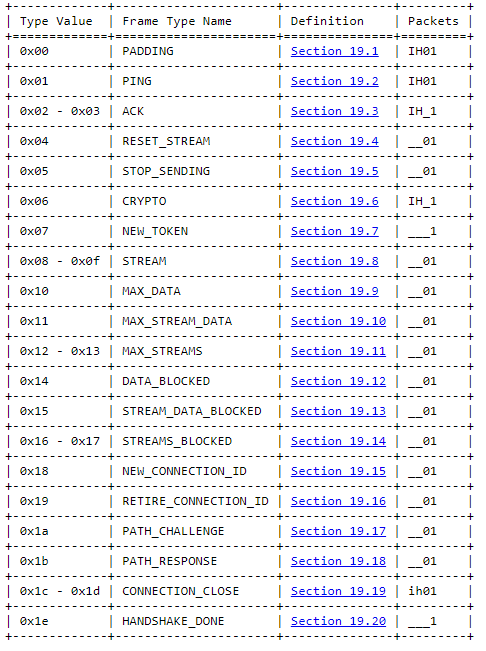 +-------------+----------------------+---------------+---------+
| Type Value | Frame Type Name | Definition | Packets |
+=============+======================+===============+=========+
| 0x00 | PADDING | Section 19.1 | IH01 |
+-------------+----------------------+---------------+---------+
| 0x01 | PING | Section 19.2 | IH01 |
+-------------+----------------------+---------------+---------+
| 0x02 - 0x03 | ACK | Section 19.3 | IH_1 |
+-------------+----------------------+---------------+---------+
| 0x04 | RESET_STREAM | Section 19.4 | __01 |
+-------------+----------------------+---------------+---------+
| 0x05 | STOP_SENDING | Section 19.5 | __01 |
+-------------+----------------------+---------------+---------+
| 0x06 | CRYPTO | Section 19.6 | IH_1 |
+-------------+----------------------+---------------+---------+
| 0x07 | NEW_TOKEN | Section 19.7 | ___1 |
+-------------+----------------------+---------------+---------+
| 0x08 - 0x0f | STREAM | Section 19.8 | __01 |
+-------------+----------------------+---------------+---------+
| 0x10 | MAX_DATA | Section 19.9 | __01 |
+-------------+----------------------+---------------+---------+
| 0x11 | MAX_STREAM_DATA | Section 19.10 | __01 |
+-------------+----------------------+---------------+---------+
| 0x12 - 0x13 | MAX_STREAMS | Section 19.11 | __01 |
+-------------+----------------------+---------------+---------+
| 0x14 | DATA_BLOCKED | Section 19.12 | __01 |
+-------------+----------------------+---------------+---------+
| 0x15 | STREAM_DATA_BLOCKED | Section 19.13 | __01 |
+-------------+----------------------+---------------+---------+
| 0x16 - 0x17 | STREAMS_BLOCKED | Section 19.14 | __01 |
+-------------+----------------------+---------------+---------+
| 0x18 | NEW_CONNECTION_ID | Section 19.15 | __01 |
+-------------+----------------------+---------------+---------+
| 0x19 | RETIRE_CONNECTION_ID | Section 19.16 | __01 |
+-------------+----------------------+---------------+---------+
| 0x1a | PATH_CHALLENGE | Section 19.17 | __01 |
+-------------+----------------------+---------------+---------+
| 0x1b | PATH_RESPONSE | Section 19.18 | __01 |
+-------------+----------------------+---------------+---------+
| 0x1c - 0x1d | CONNECTION_CLOSE | Section 19.19 | ih01 |
+-------------+----------------------+---------------+---------+
| 0x1e | HANDSHAKE_DONE | Section 19.20 | ___1 |
+-------------+----------------------+---------------+---------+